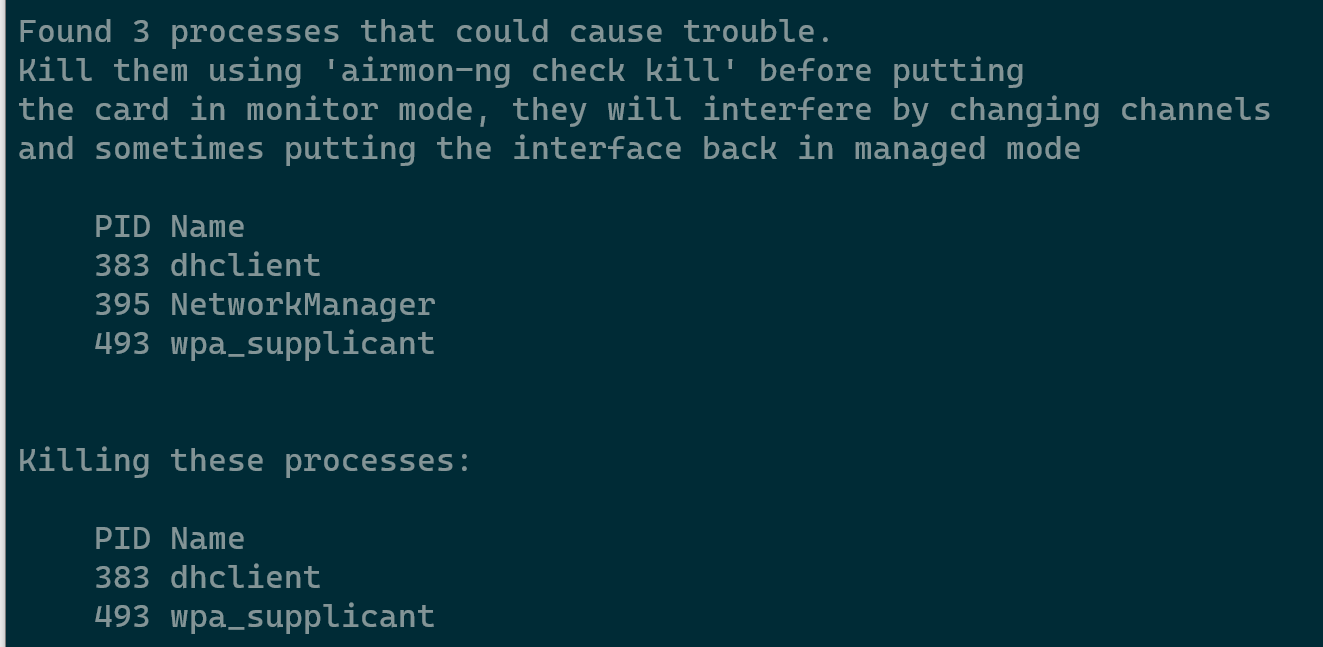 Found 3 processes that could cause trouble.
Kill them using 'airmon-ng check kill' before putting
the card in monitor mode, they will interfere by changing channels
and sometimes putting the interface back in managed mode
PID Name
383 dhclient
395 NetworkManager
493 wpa_supplicant
Killing these processes:
PID Name
383 dhclient
493 wpa_supplicant